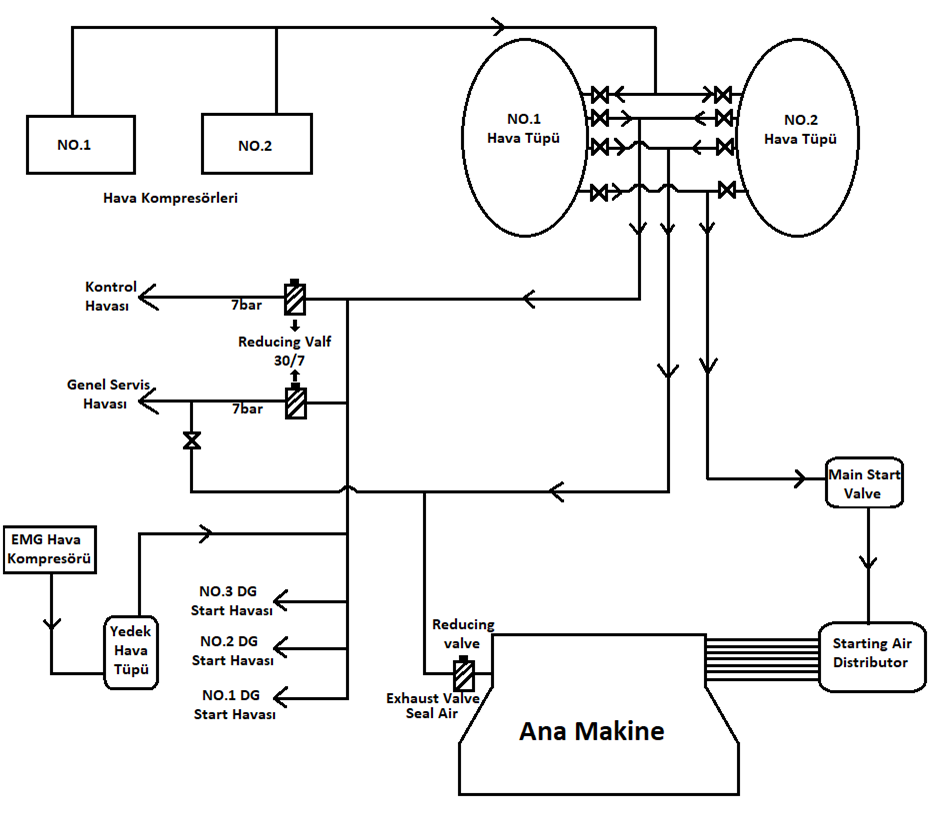 NO.1
NO.2
Hava Kompresörleri
NO.1
Hava Tüpü
NO.2
Hava Tüpü
Kontrol
Havası
7bar
Reducing Valf
30/7
Genel Servis
Havası
7bar
Main Start
Valve
EMG Hava
Kompresörü
Yedek
Hava
Tüpü
NO.3 DG
Start Havası
NO.2 DG
Start Havası
NO.1 DG
Start Havası
Reducing
valve
Exhaust Valve
Seal Air
Starting Air
Distributor
Ana Makine